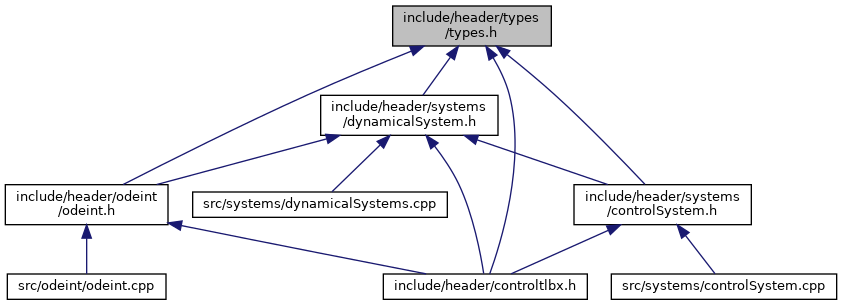 include/header/types
/types.h
include/header/systems
/dynamicalSystem.h
include/header/odeint
/odeint.h
src/systems/dynamicalSystems.cpp
include/header/systems
/controlSystem.h
src/odeint/odeint.cpp
include/header/controltlbx.h
src/systems/controlSystem.cpp